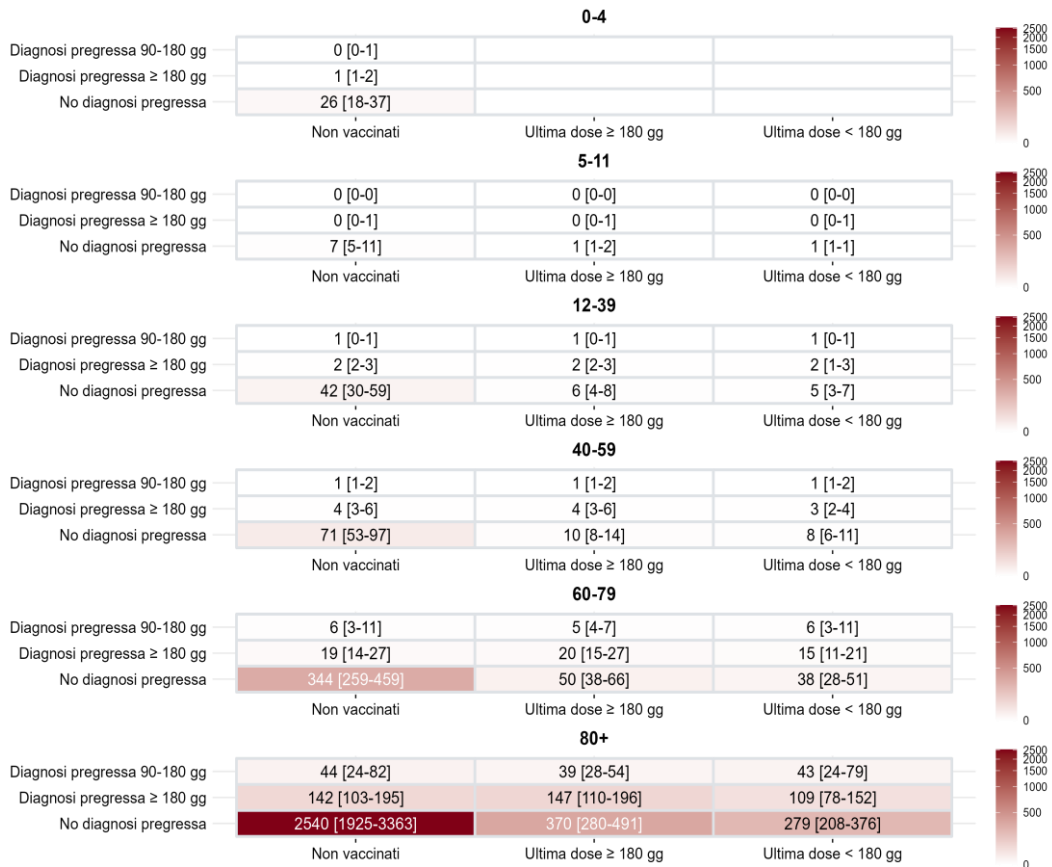 0-4
Diagnosi pregressa 90-180 gg 0 [0-1]
Diagnosi pregressa ≥ 180 gg 1 [1-2]
No diagnosi pregressa 26 [18-37]
Non vaccinati Ultima dose ≥ 180 gg Ultima dose < 180 gg
2500
2000
1500
1000
500
0
5-11
Diagnosi pregressa 90-180 gg 0 [0-0] 0 [0-0] 0 [0-0]
Diagnosi pregressa ≥ 180 gg 0 [0-1] 0 [0-1] 0 [0-1]
No diagnosi pregressa 7 [5-11] 1 [1-2] 1 [1-1]
Non vaccinati Ultima dose ≥ 180 gg Ultima dose < 180 gg
2500
2000
1500
1000
500
0
12-39
Diagnosi pregressa 90-180 gg 1 [0-1] 1 [0-1] 1 [0-1]
Diagnosi pregressa ≥ 180 gg 2 [2-3] 2 [2-3] 2 [1-3]
No diagnosi pregressa 42 [30-59] 6 [4-8] 5 [3-7]
Non vaccinati Ultima dose ≥ 180 gg Ultima dose < 180 gg
2500
2000
1500
1000
500
0
40-59
Diagnosi pregressa 90-180 gg 1 [1-2] 1 [1-2] 1 [1-2]
Diagnosi pregressa ≥ 180 gg 4 [3-6] 4 [3-6] 3 [2-4]
No diagnosi pregressa 71 [53-97] 10 [8-14] 8 [6-11]
Non vaccinati Ultima dose ≥ 180 gg Ultima dose < 180 gg
2500
2000
1500
1000
500
0
60-79
Diagnosi pregressa 90-180 gg 6 [3-11] 5 [4-7] 6 [3-11]
Diagnosi pregressa ≥ 180 gg 19 [14-27] 20 [15-27] 15 [11-21]
No diagnosi pregressa 344 [259-459] 50 [38-66] 38 [28-51]
Non vaccinati Ultima dose ≥ 180 gg Ultima dose < 180 gg
2500
2000
1500
1000
500
0
80+
Diagnosi pregressa 90-180 gg 44 [24-82] 39 [28-54] 43 [24-79]
Diagnosi pregressa ≥ 180 gg 142 [103-195] 147 [110-196] 109 [78-152]
No diagnosi pregressa 2540 [1925-3363] 370 [280-491] 279 [208-376]
Non vaccinati Ultima dose ≥ 180 gg Ultima dose < 180 gg
2500
2000
1500
1000
500
0